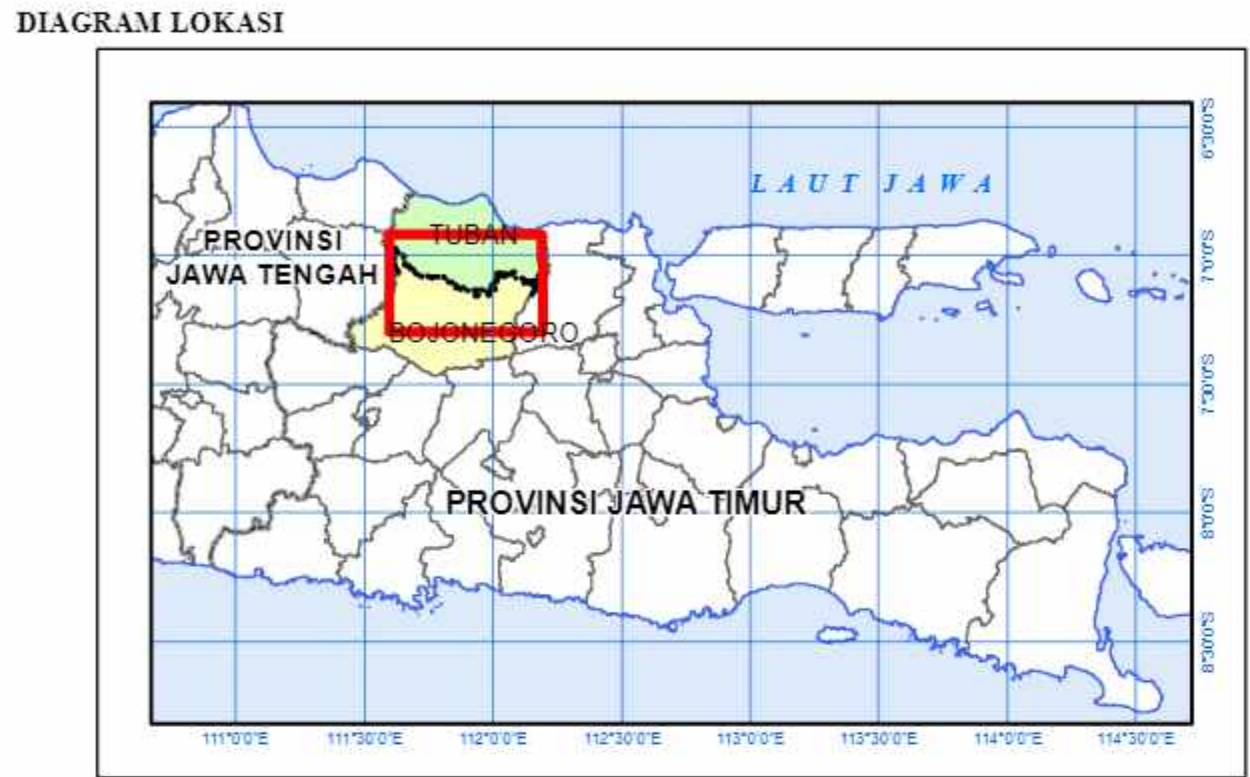 DIAGRAM LOKASI
6°30'0"S
LAUT JAWA
TUBAN
PROVINSI
JAWA TENGAH
7°0'0"S
BOJONEGORO
7°30'0"S
PROVINSI JAWA TIMUR
8°0'0"S
8°30'0"S
111°0'0"E 111°30'0"E 112°0'0"E 112°30'0"E 113°0'0"E 113°30'0"E 114°0'0"E 114°30'0"E